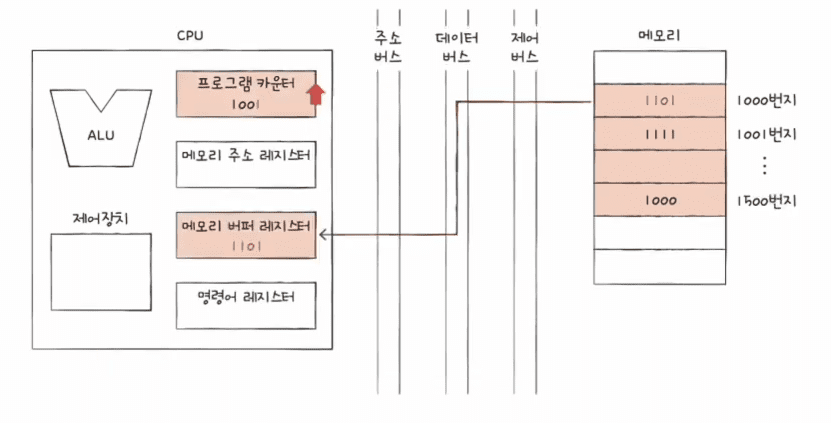 CPU
주소
버스
데이터
버스
제어
버스
메모리
프로그램 카운터
1001
ALU
메모리 주소 레지스터
제어장치
메모리 버퍼 레지스터
1101
명령어 레지스터
1101 1000번지
1111 1001번지
⋮
1000 1500번지